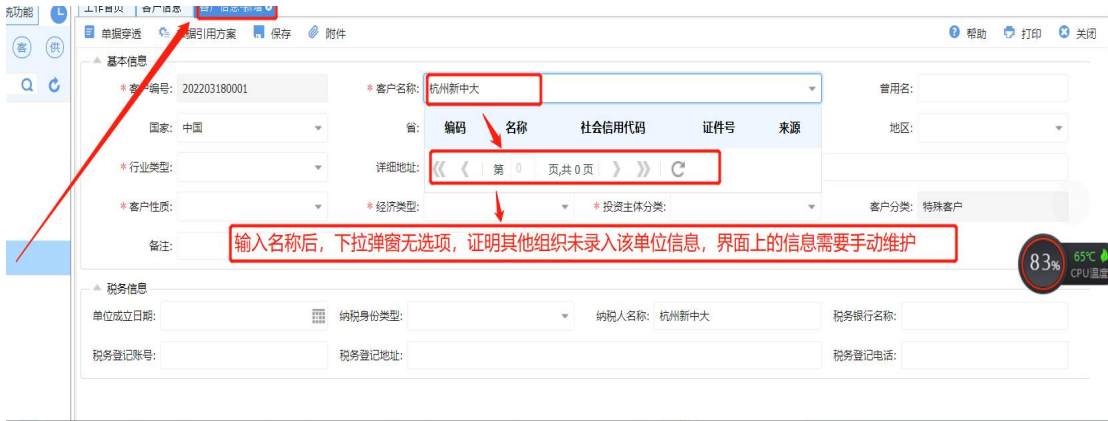 充功能 工作首页 客户信息 客户信息-新增
单据穿透 单据引用方案 保存 附件 帮助 打印 关闭
客 供
基本信息
*客户编号: 202203180001 *客户名称: 杭州新中大 曾用名:
国家: 中国 省: 编码 名称 社会信用代码 证件号 来源 地区:
*行业类型: 详细地址: 第 0 页,共 0 页
*客户性质: *经济类型: *投资主体分类: 客户分类: 特殊客户
备注: 输入名称后，下拉弹窗无选项，证明其他组织未录入该单位信息，界面上的信息需要手动维护
83% 65℃
CPU温度
税务信息
单位成立日期: 纳税身份类型: 纳税人名称: 杭州新中大 税务银行名称:
税务登记账号: 税务登记地址: 税务登记电话: